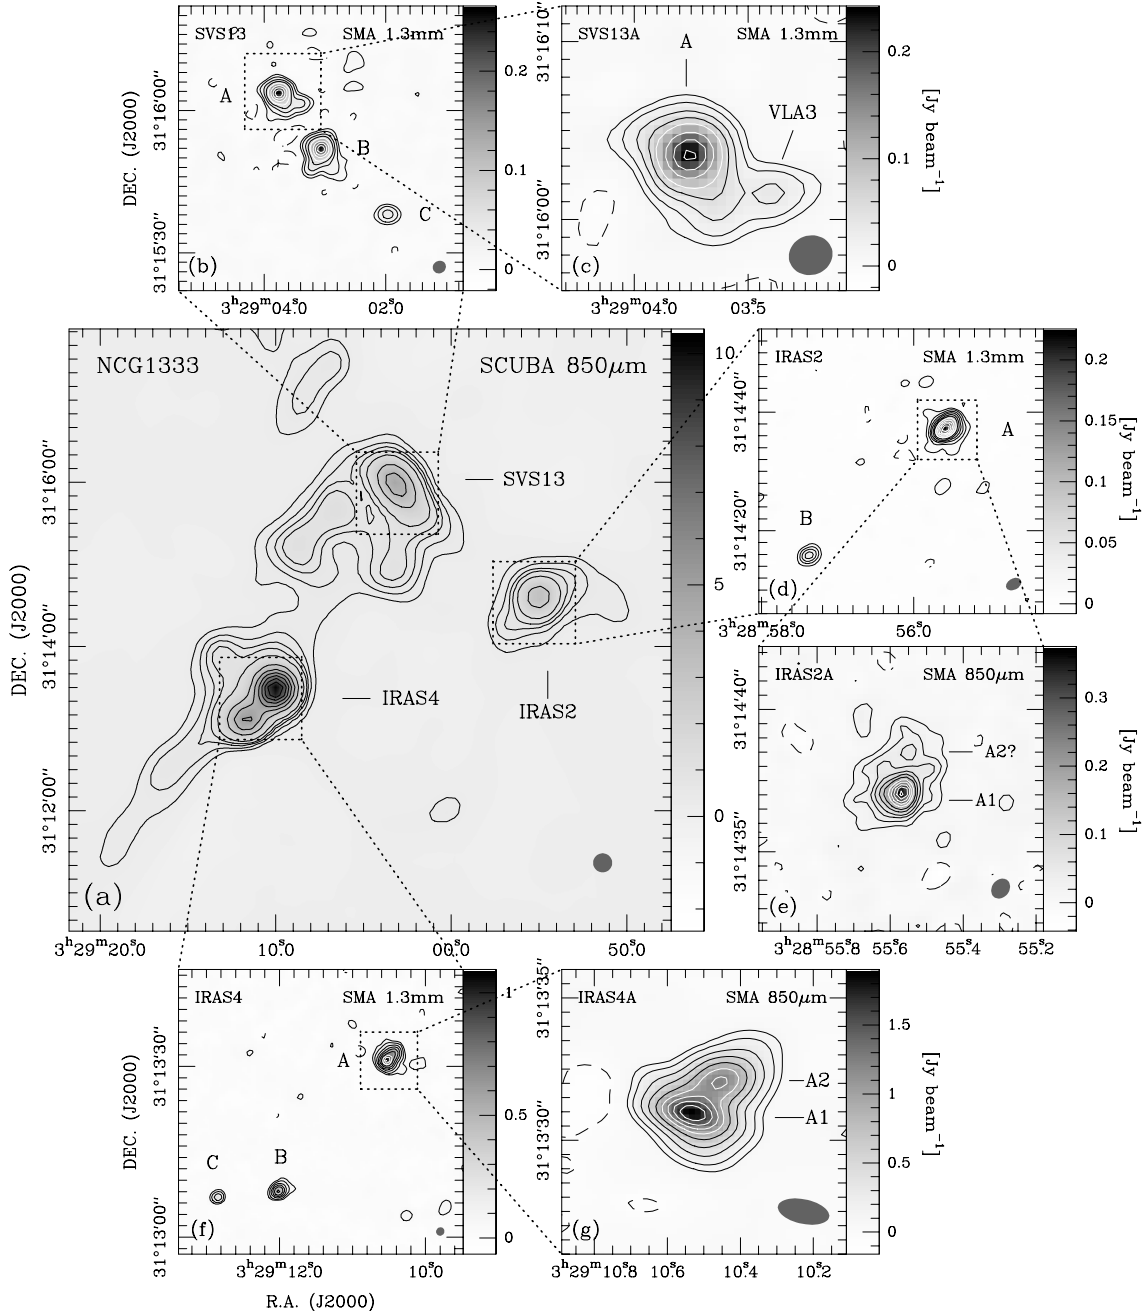 SVS13 SMA 1.3mm
A
B
C
(b)
0.2
0.1
0
31°16′00″
31°15′30″
DEC. (J2000)
3h29m04s.0 02s.0
SVS13A SMA 1.3mm
A
VLA3
(c)
0.2
0.1
0
[Jy beam−1]
31°16′10″
31°16′00″
3h29m04s.0 03s.5
NCG1333 SCUBA 850μm
SVS13
IRAS4
IRAS2
(a)
10
5
0
31°16′00″
31°14′00″
31°12′00″
DEC. (J2000)
3h29m20s.0 10s.0 00s.0 50s.0
IRAS2 SMA 1.3mm
A
B
(d)
0.2
0.15
0.1
0.05
0
[Jy beam−1]
31°14′40″
31°14′20″
3h28m58s.0 56s.0
IRAS2A SMA 850μm
A2?
A1
(e)
0.3
0.2
0.1
0
[Jy beam−1]
31°14′40″
31°14′35″
3h28m55s.8 55s.6 55s.4 55s.2
IRAS4 SMA 1.3mm
A
C B
(f)
1
0.5
0
31°13′30″
31°13′00″
DEC. (J2000)
3h29m12s.0 10s.0
R.A. (J2000)
IRAS4A SMA 850μm
A2
A1
(g)
1.5
1
0.5
0
[Jy beam−1]
31°13′35″
31°13′30″
3h29m10s.8 10s.6 10s.4 10s.2